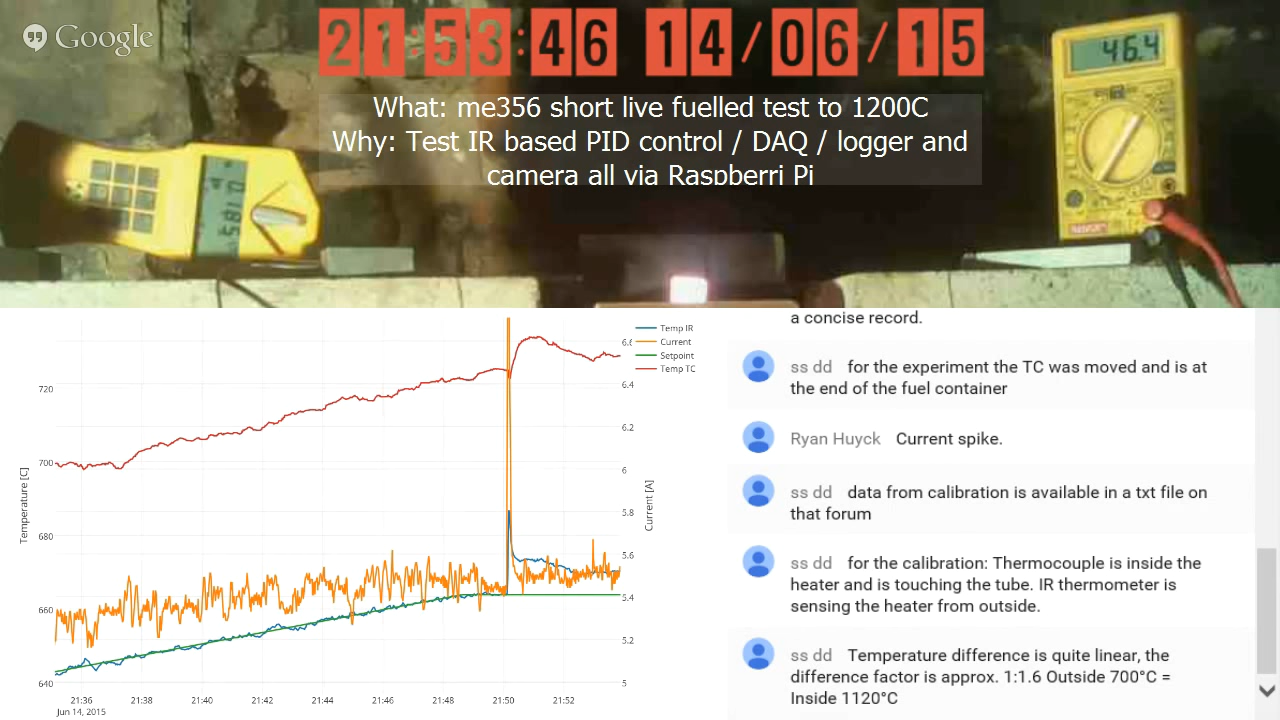 Google
21:53:46 14/06/15
What: me356 short live fuelled test to 1200C
Why: Test IR based PID control / DAQ / logger and
camera all via Raspberri Pi
46.4
Temp IR
Current
Setpoint
Temp TC
720
700
680
660
640
Temperature [C]
6.6
6.4
6.2
6
5.8
5.6
5.4
5.2
5
Current [A]
21:36
21:38
21:40
21:42
21:44
21:46
21:48
21:50
21:52
Jun 14, 2015
a concise record.
ss dd for the experiment the TC was moved and is at
the end of the fuel container
Ryan Huyck Current spike.
ss dd data from calibration is available in a txt file on
that forum
ss dd for the calibration: Thermocouple is inside the
heater and is touching the tube. IR thermometer is
sensing the heater from outside.
ss dd Temperature difference is quite linear, the
difference factor is approx. 1:1.6 Outside 700°C =
Inside 1120°C